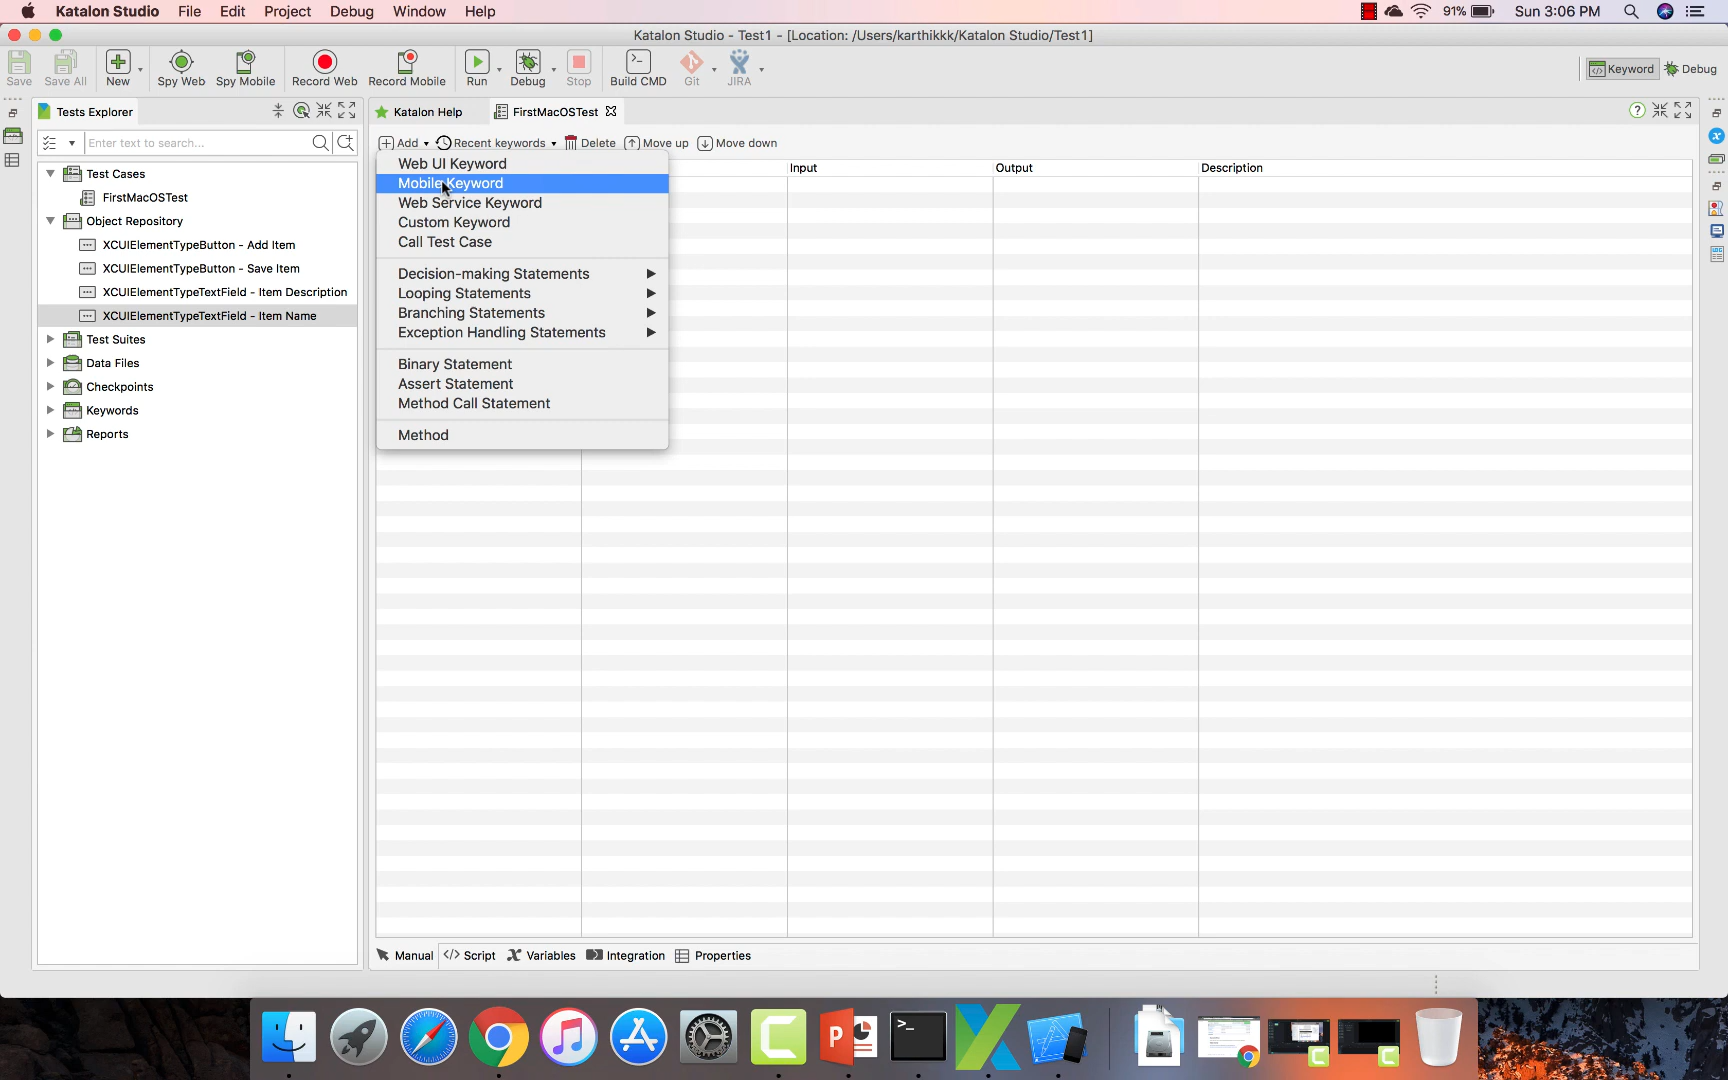 Katalon Studio File Edit Project Debug Window Help 91% Sun 3:06 PM
Katalon Studio - Test1 - [Location: /Users/karthikkk/Katalon Studio/Test1]
Save Save All New Spy Web Spy Mobile Record Web Record Mobile Run Debug Stop Build CMD Git JIRA Keyword Debug
Tests Explorer
Katalon Help FirstMacOSTest
Enter text to search...
Add Recent keywords Delete Move up Move down
Input Output Description
Test Cases
FirstMacOSTest
Object Repository
XCUIElementTypeButton - Add Item
XCUIElementTypeButton - Save Item
XCUIElementTypeTextField - Item Description
XCUIElementTypeTextField - Item Name
Test Suites
Data Files
Checkpoints
Keywords
Reports
Web UI Keyword
Mobile Keyword
Web Service Keyword
Custom Keyword
Call Test Case
Decision-making Statements
Looping Statements
Branching Statements
Exception Handling Statements
Binary Statement
Assert Statement
Method Call Statement
Method
Manual Script Variables Integration Properties